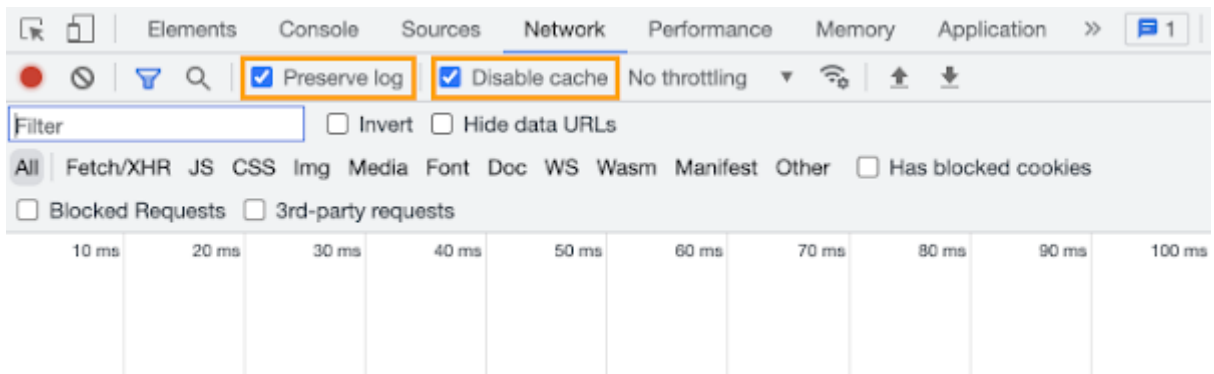 Elements Console Sources Network Performance Memory Application » 1
Preserve log Disable cache No throttling
Filter Invert Hide data URLs
All Fetch/XHR JS CSS Img Media Font Doc WS Wasm Manifest Other Has blocked cookies
Blocked Requests 3rd-party requests
10 ms 20 ms 30 ms 40 ms 50 ms 60 ms 70 ms 80 ms 90 ms 100 ms